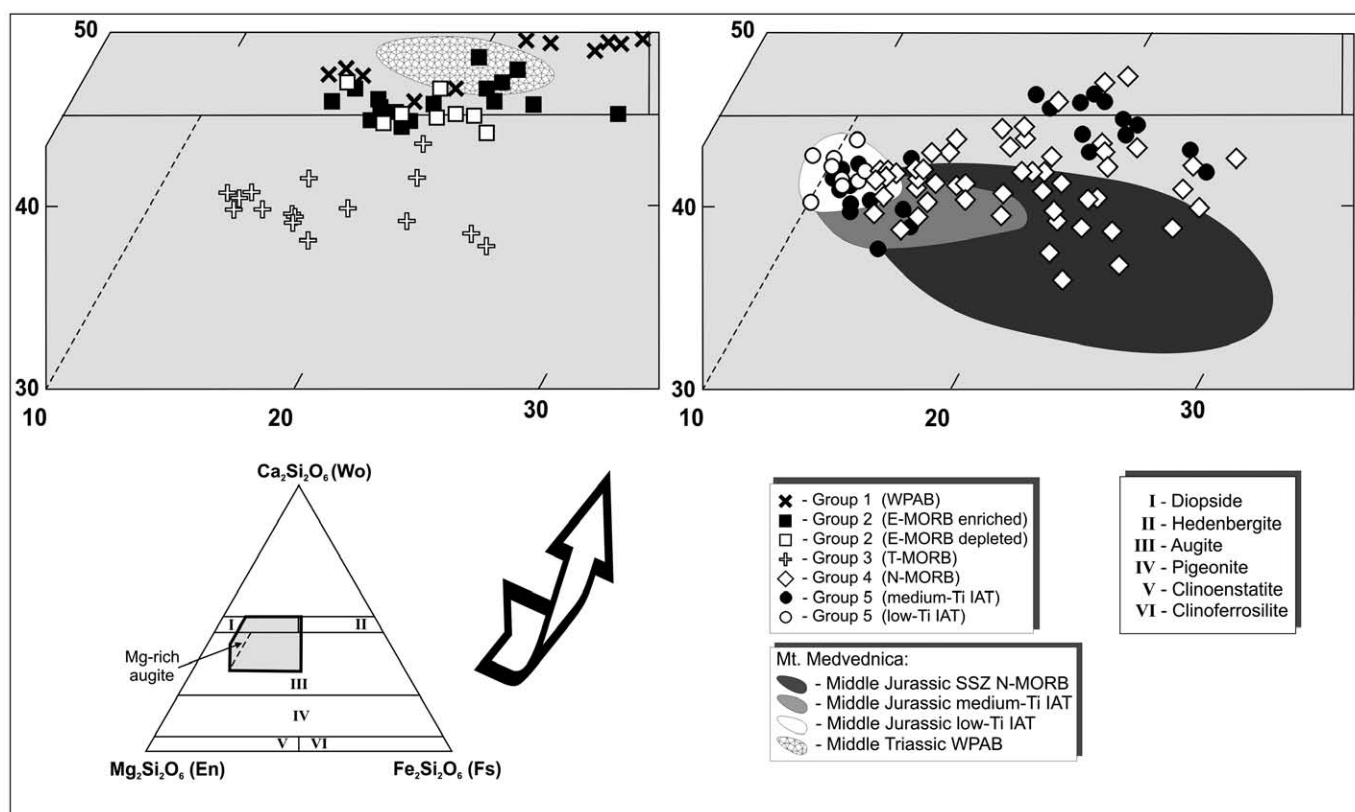 50
40
30
10
20
30
50
40
30
10
20
30
Ca₂Si₂O₆ (Wo)
I
II
Mg-rich
augite
III
IV
V
VI
Mg₂Si₂O₆ (En)
Fe₂Si₂O₆ (Fs)
- Group 1 (WPAB)
- Group 2 (E-MORB enriched)
- Group 2 (E-MORB depleted)
- Group 3 (T-MORB)
- Group 4 (N-MORB)
- Group 5 (medium-Ti IAT)
- Group 5 (low-Ti IAT)
Mt. Medvednica:
- Middle Jurassic SSZ N-MORB
- Middle Jurassic medium-Ti IAT
- Middle Jurassic low-Ti IAT
- Middle Triassic WPAB
I - Diopside
II - Hedenbergite
III - Augite
IV - Pigeonite
V - Clinoenstatite
VI - Clinoferrosilite